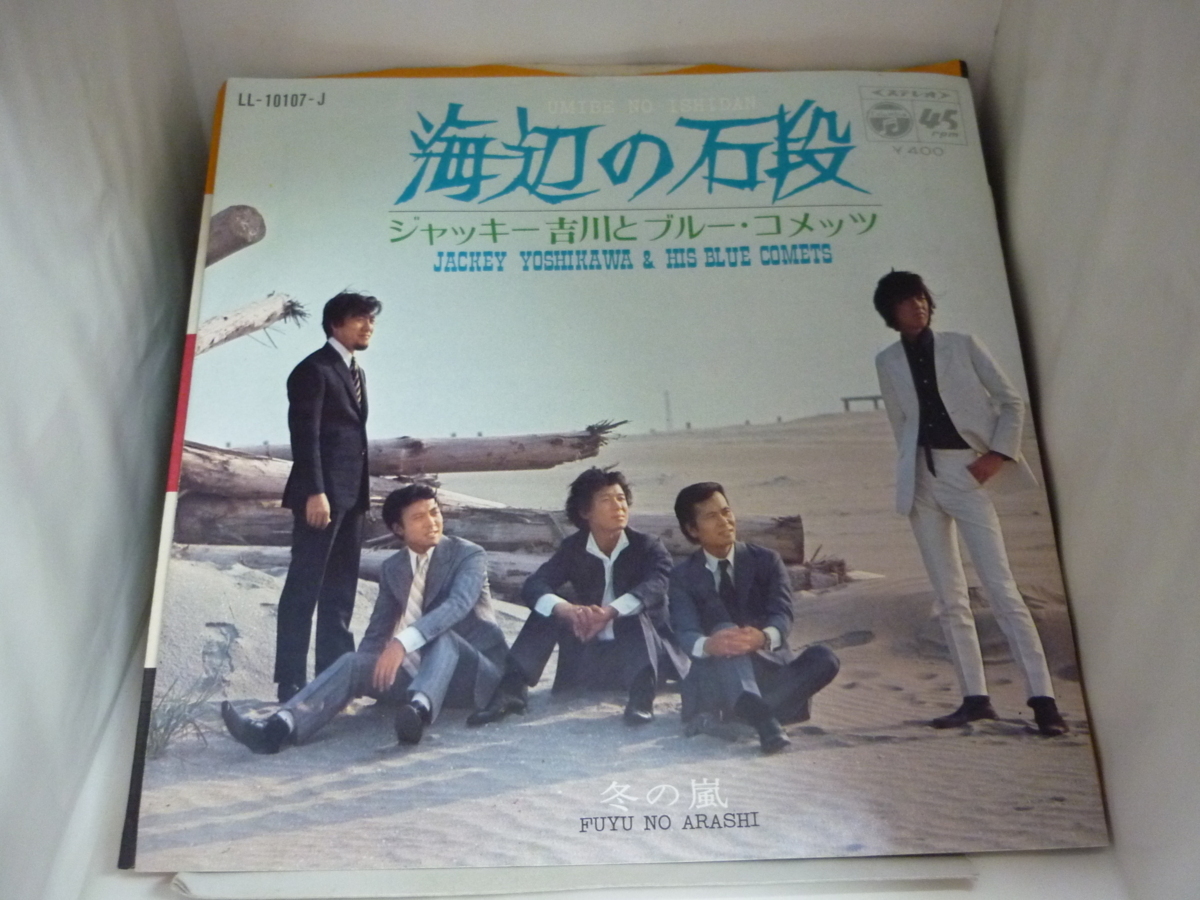 LL-10107-J
UMIBE NO ISHIDAN
海辺の石段
<ステレオ>
45 rpm
¥400
ジャッキー吉川とブルー・コメッツ
JACKEY YOSHIKAWA & HIS BLUE COMETS
冬の嵐
FUYU NO ARASHI